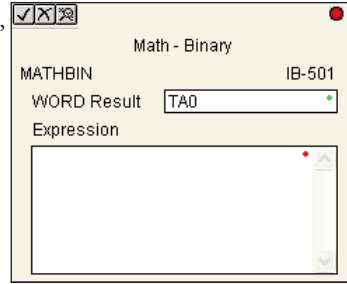 ,
Math - Binary
MATHBIN IB-501
WORD Result TA0
Expression